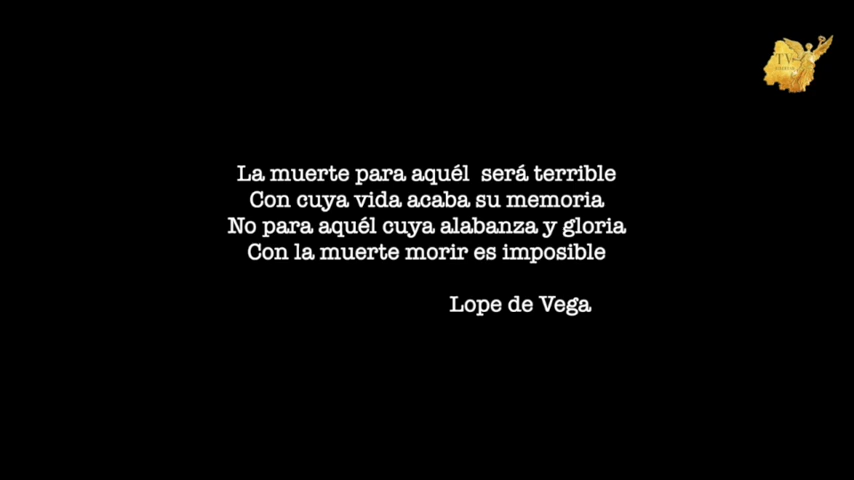 TV
La muerte para aquél será terrible
Con cuya vida acaba su memoria
No para aquél cuya alabanza y gloria
Con la muerte morir es imposible
Lope de Vega